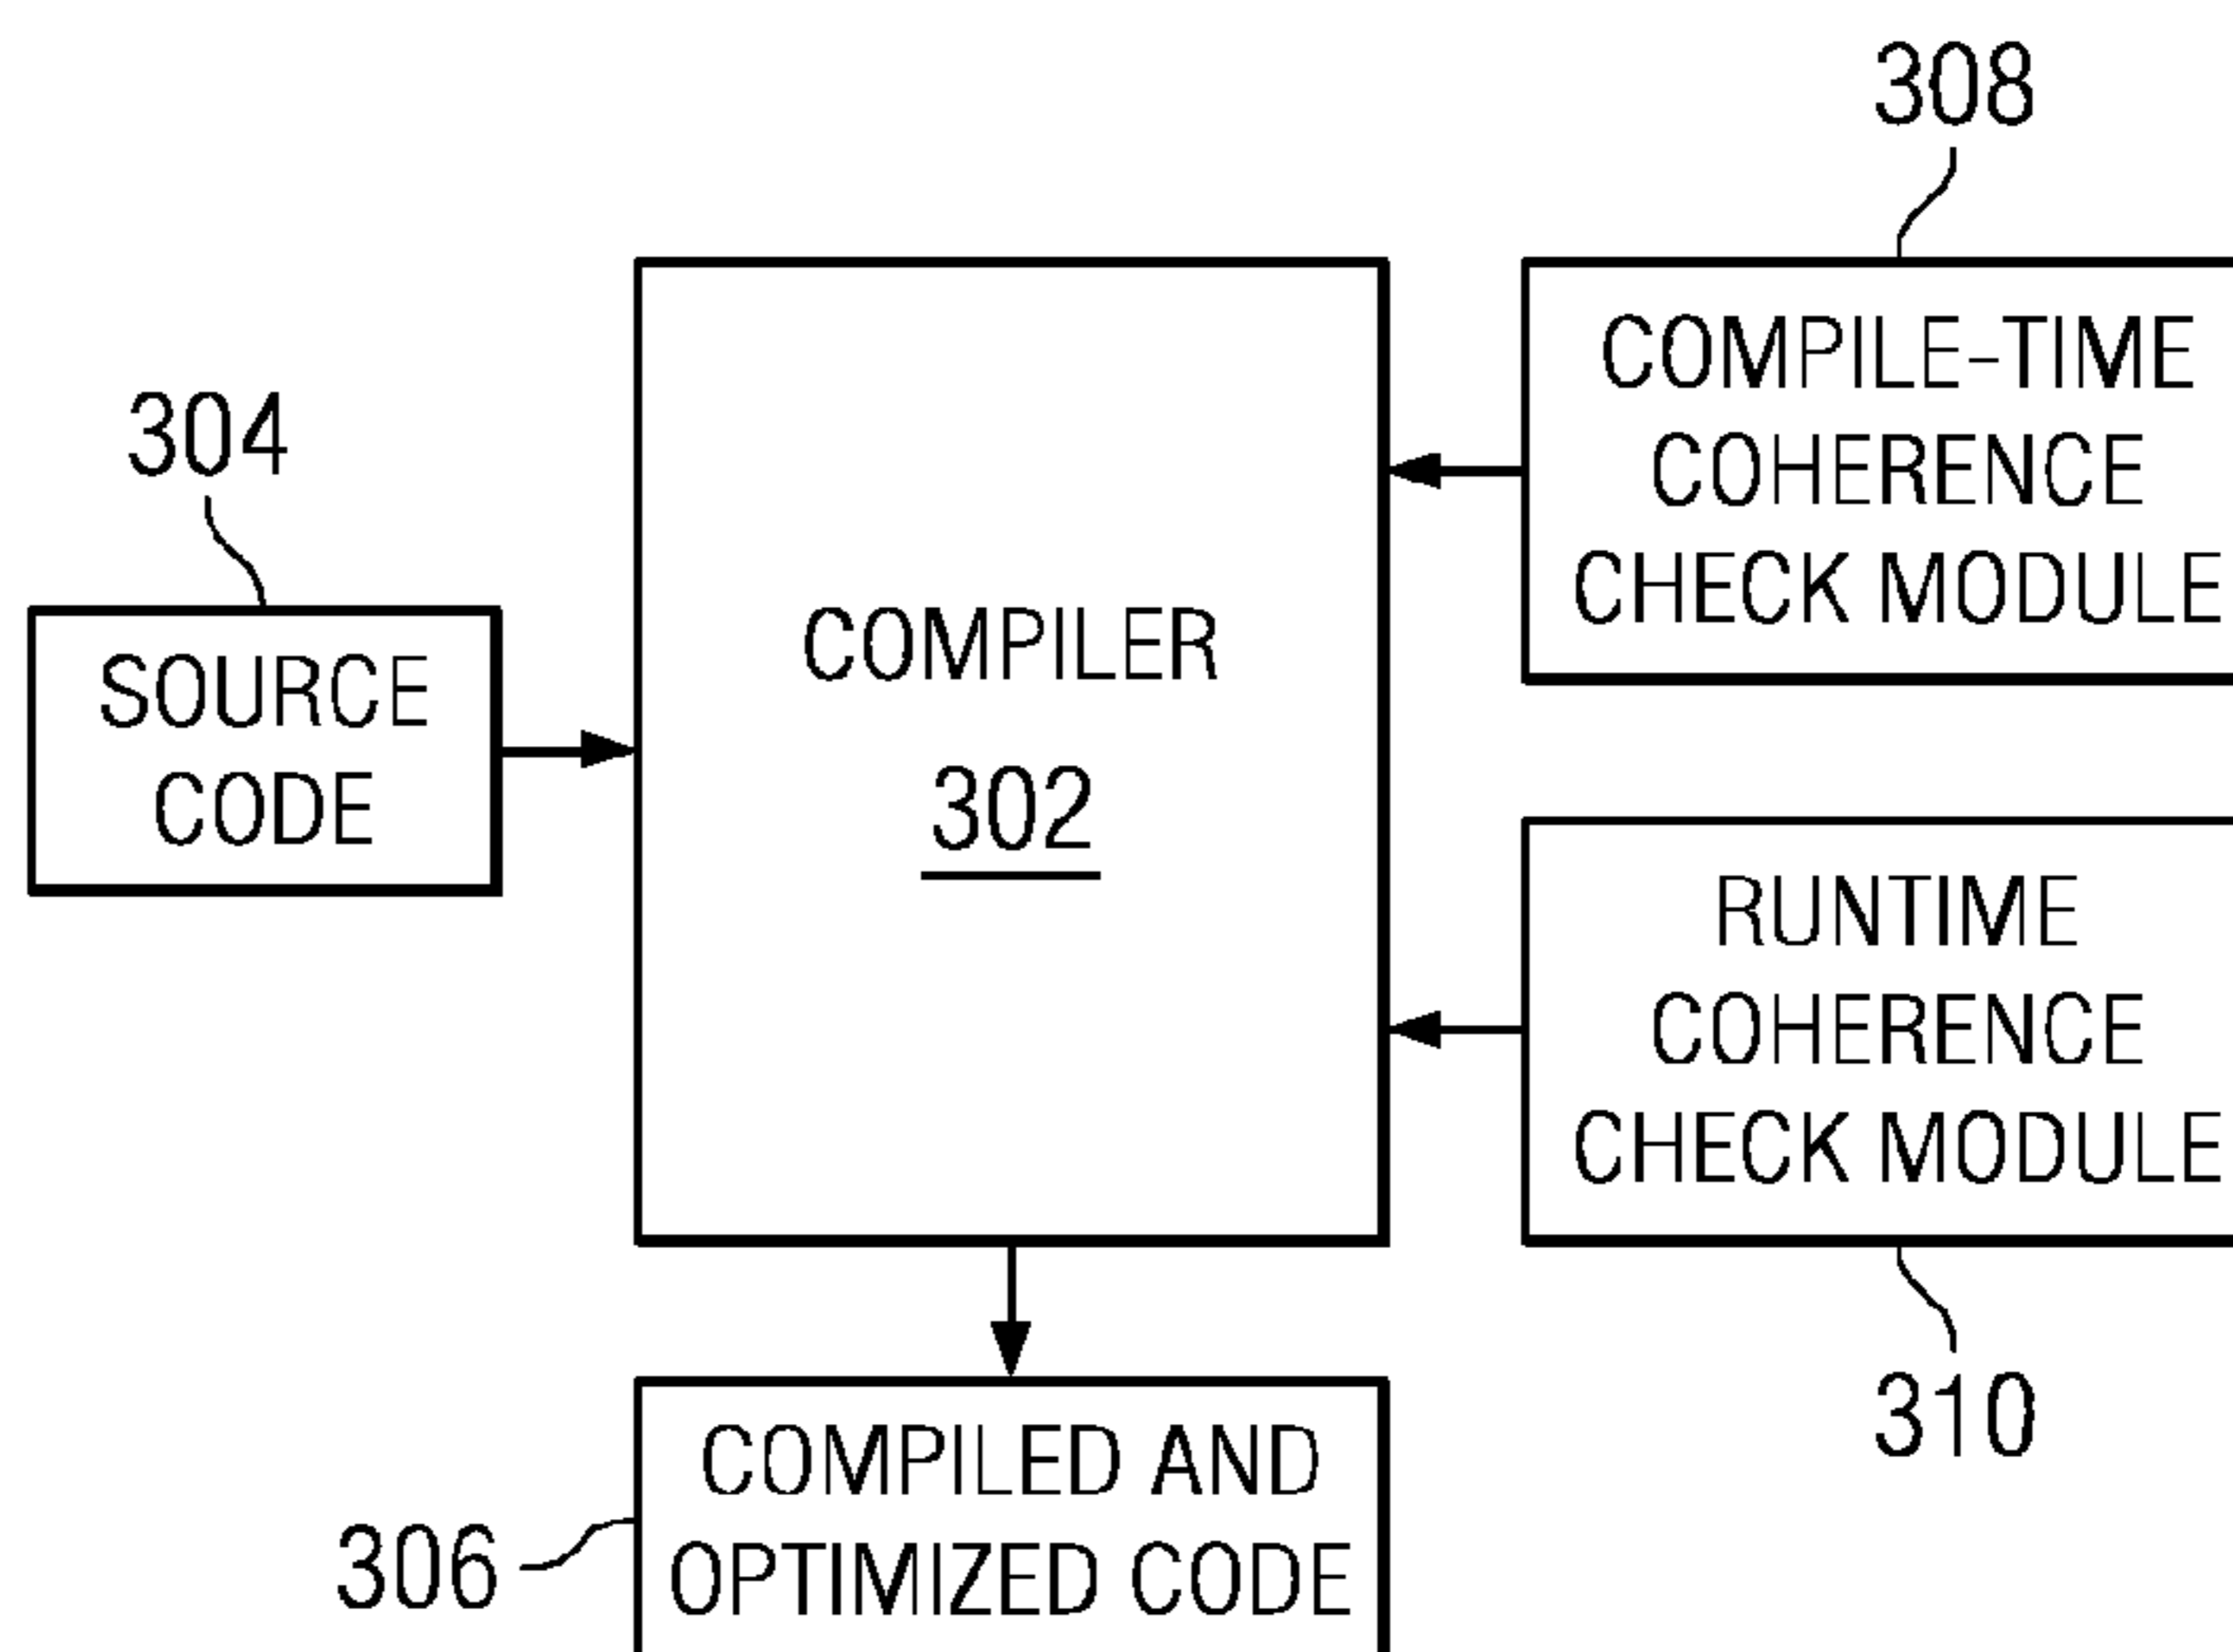 308
COMPILE-TIME
COHERENCE
CHECK MODULE
304
SOURCE
CODE
COMPILER
302
RUNTIME
COHERENCE
CHECK MODULE
310
COMPILED AND
OPTIMIZED CODE
306